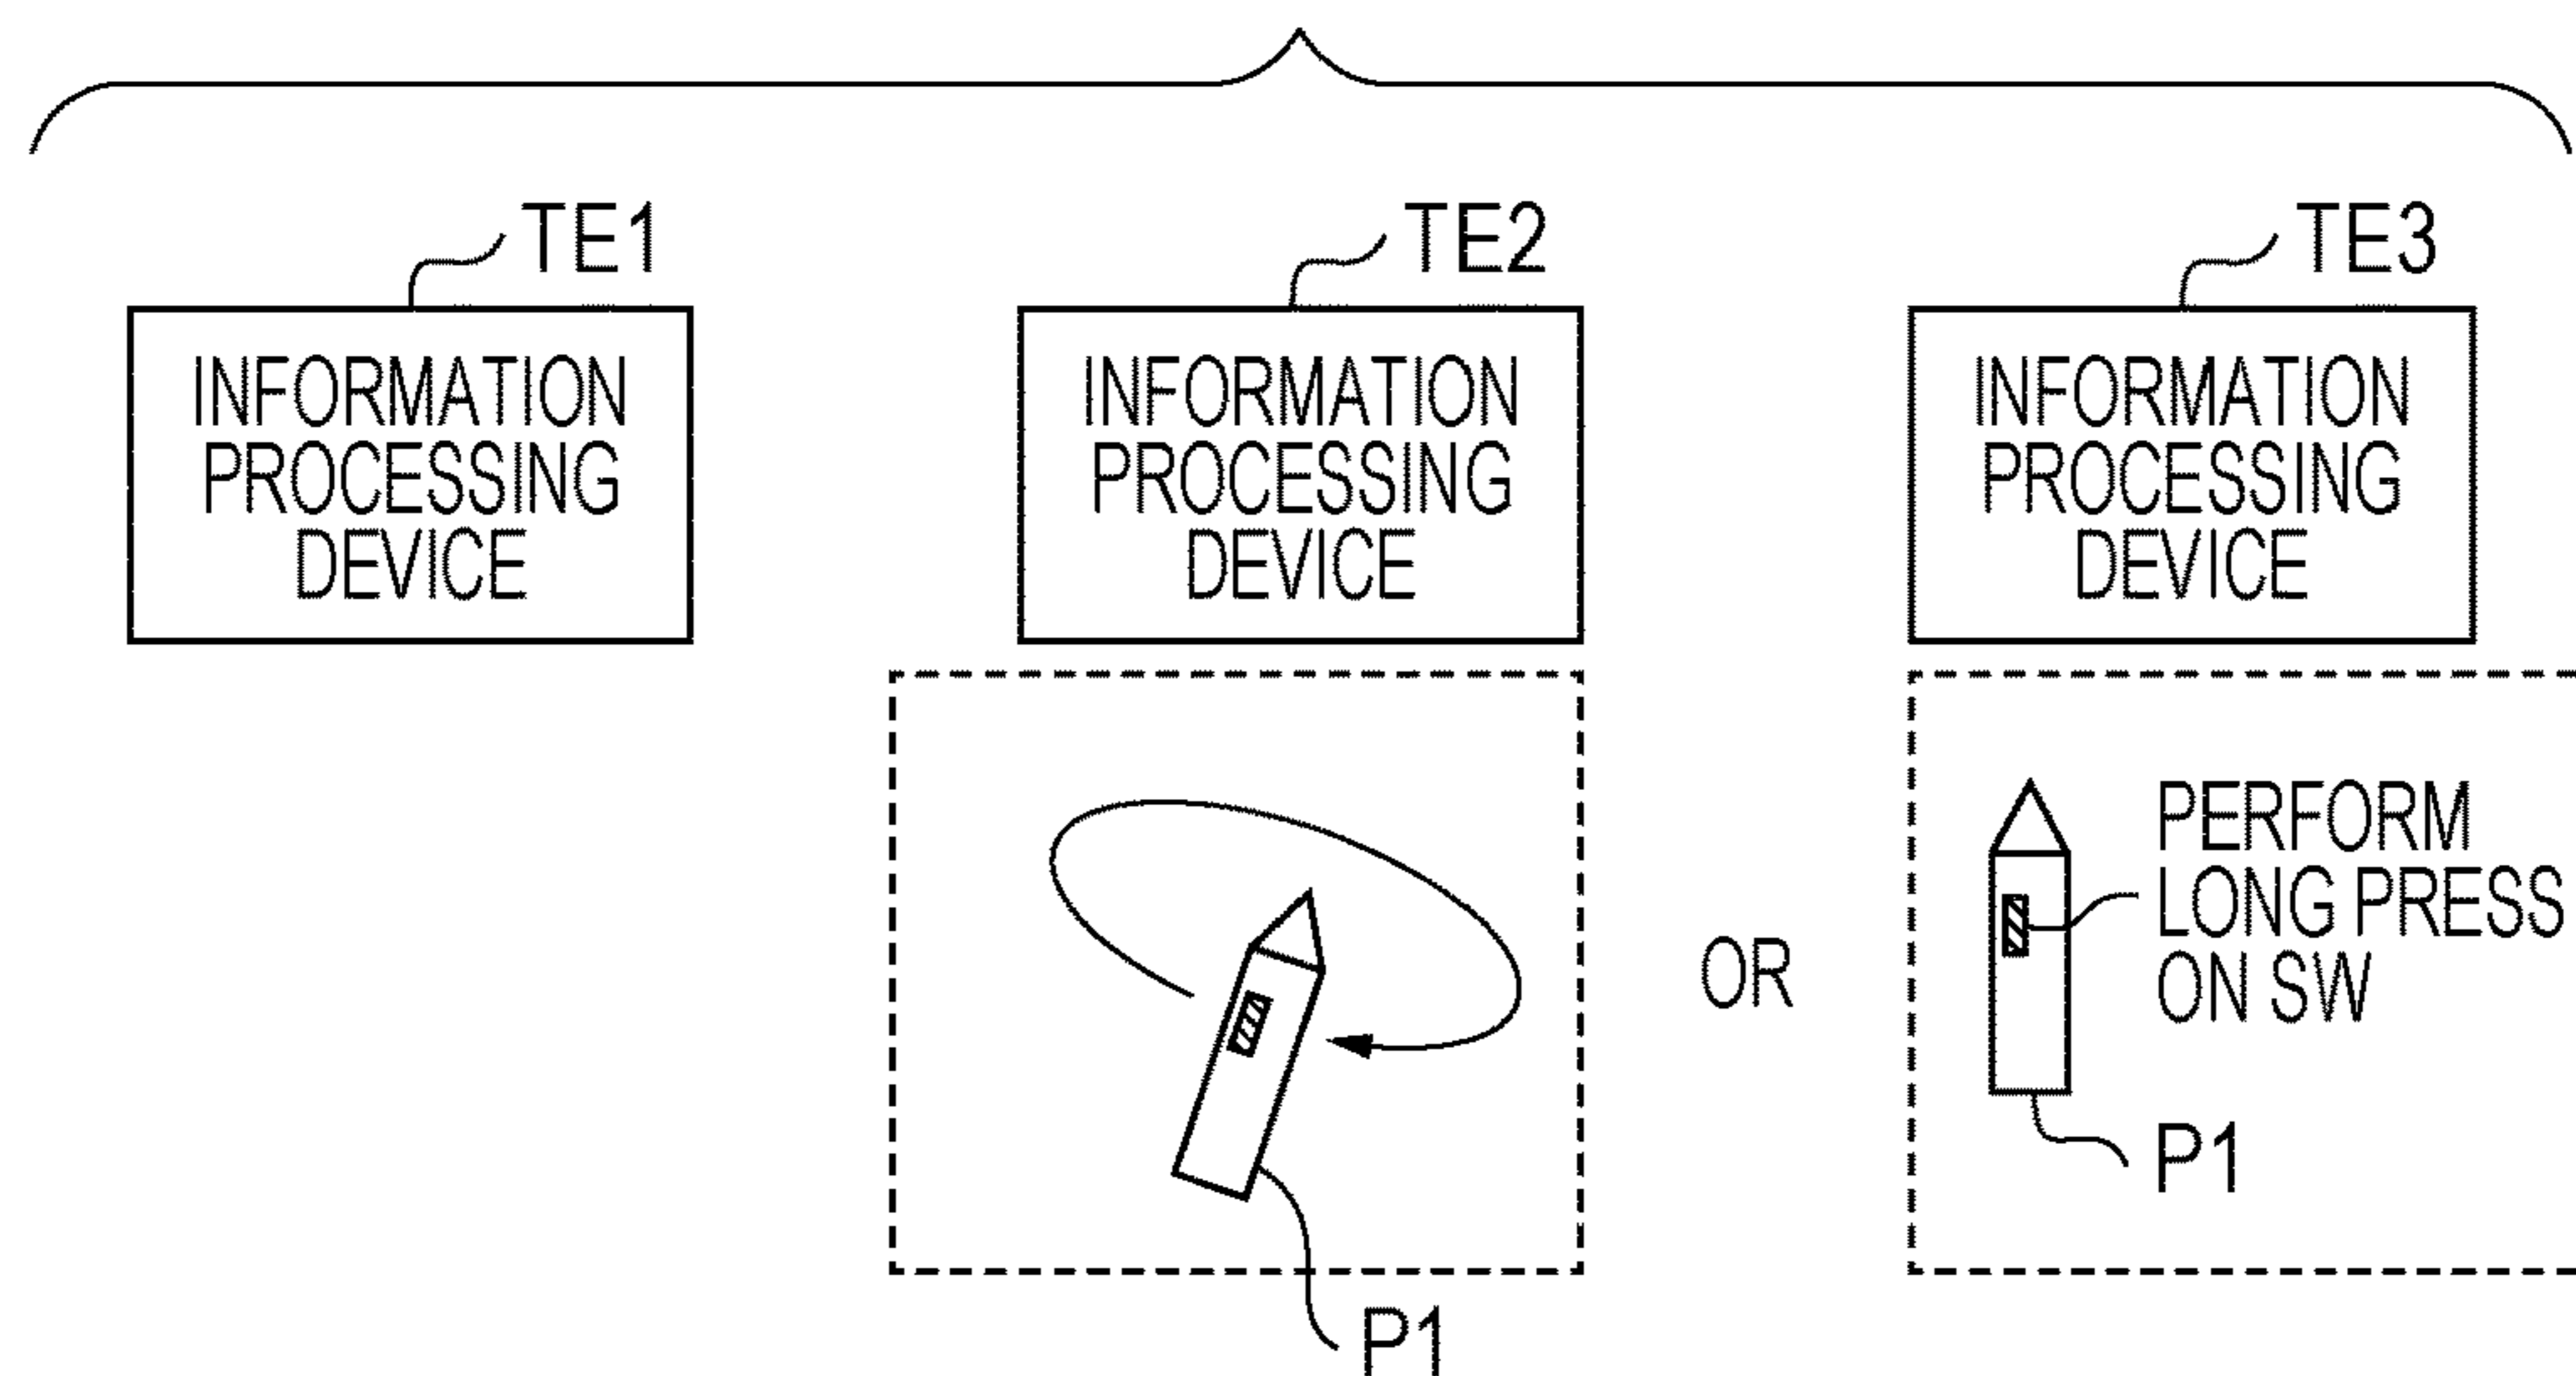 TE1
TE2
TE3
INFORMATION
PROCESSING
DEVICE
INFORMATION
PROCESSING
DEVICE
INFORMATION
PROCESSING
DEVICE
OR
PERFORM
LONG PRESS
ON SW
P1
P1